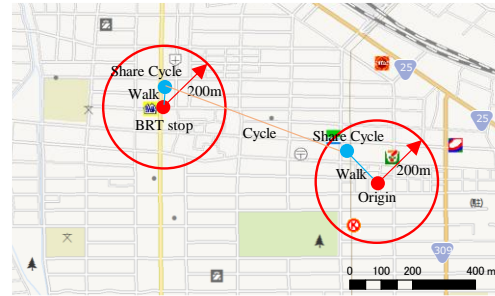 25
Share Cycle
Walk
200m
BRT stop
Cycle
25
Share Cycle
Walk
200m
Origin
309
0 100 200 400 m